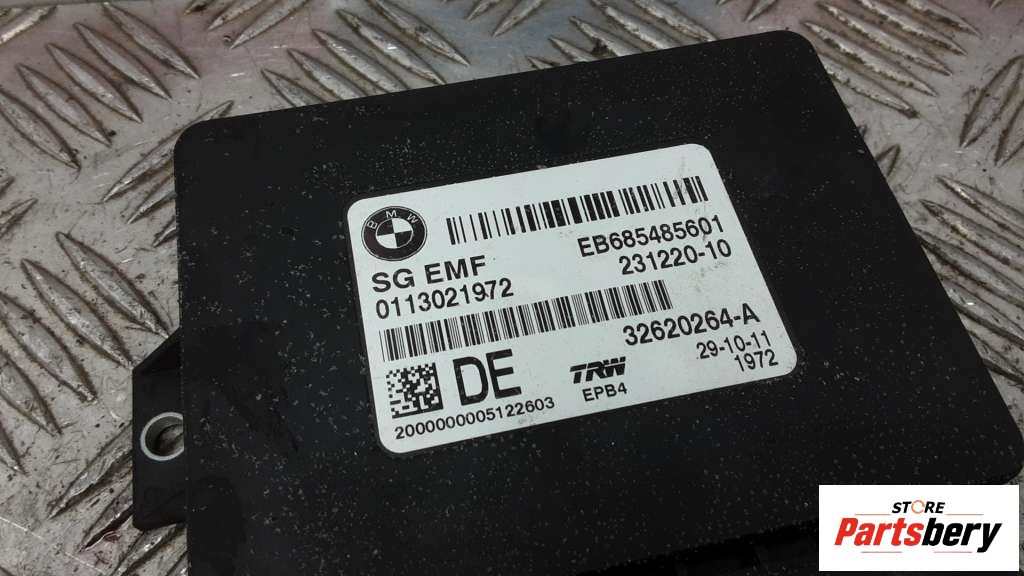 BMW
EB685485601
SG EMF
231220-10
0113021972
32620264-A
29-10-11
1972
DE
TRW
EPB4
2000000005122603
STORE
Partsbery